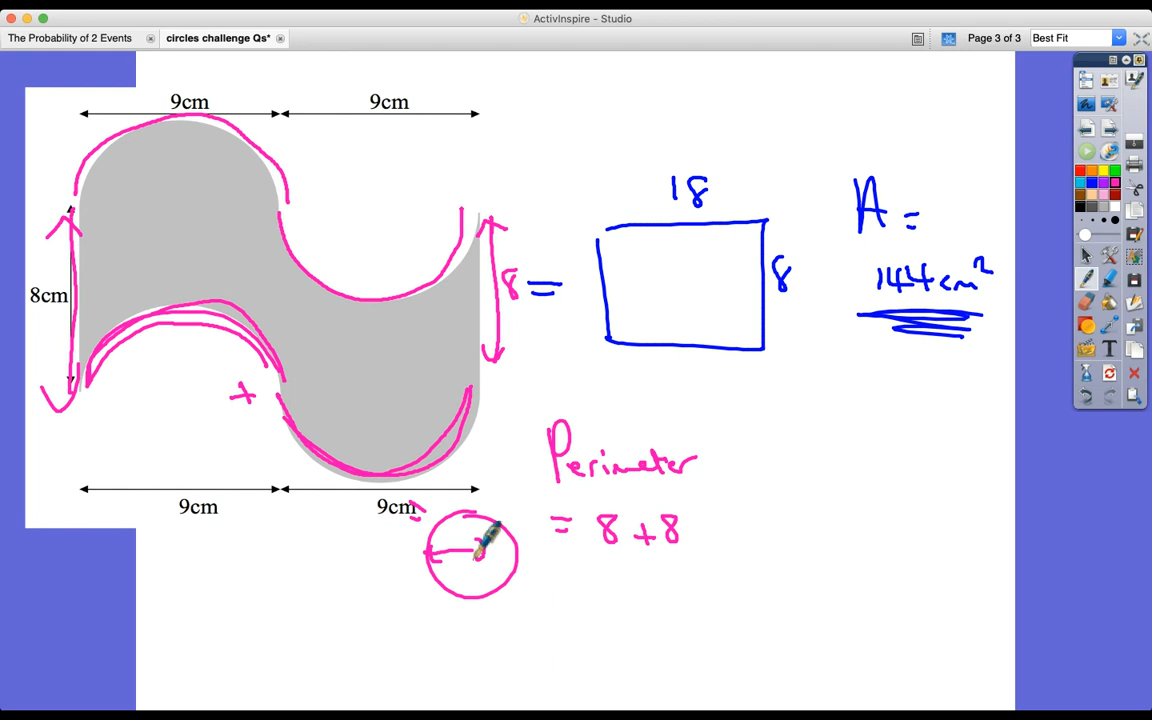 ActivInspire - Studio
The Probability of 2 Events
circles challenge Qs*
Page 3 of 3
Best Fit
9cm
9cm
18
A =
8cm
8
=
8
144cm²
+
Perimeter
9cm
9cm
=
= 8 + 8
T